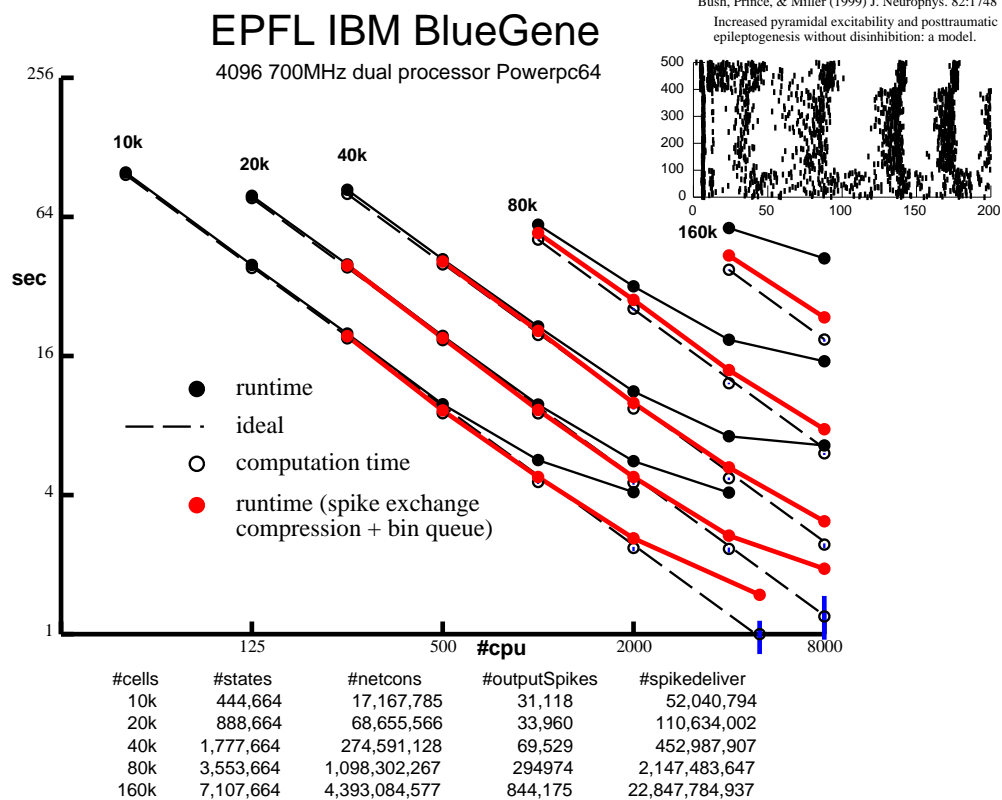 Bush, Prince, & Miller (1999) J. Neurophys. 82:1748
Increased pyramidal excitability and posttraumatic
epileptogenesis without disinhibition: a model.
EPFL IBM BlueGene
4096 700MHz dual processor Powerpc64
500
400
300
200
100
0
0 50 100 150 200
256
64
sec
16
4
1
10k
20k
40k
80k
160k
runtime
ideal
computation time
runtime (spike exchange
compression + bin queue)
125 500 #cpu 2000 8000
#cells #states #netcons #outputSpikes #spikedeliver
10k 444,664 17,167,785 31,118 52,040,794
20k 888,664 68,655,566 33,960 110,634,002
40k 1,777,664 274,591,128 69,529 452,987,907
80k 3,553,664 1,098,302,267 294974 2,147,483,647
160k 7,107,664 4,393,084,577 844,175 22,847,784,937